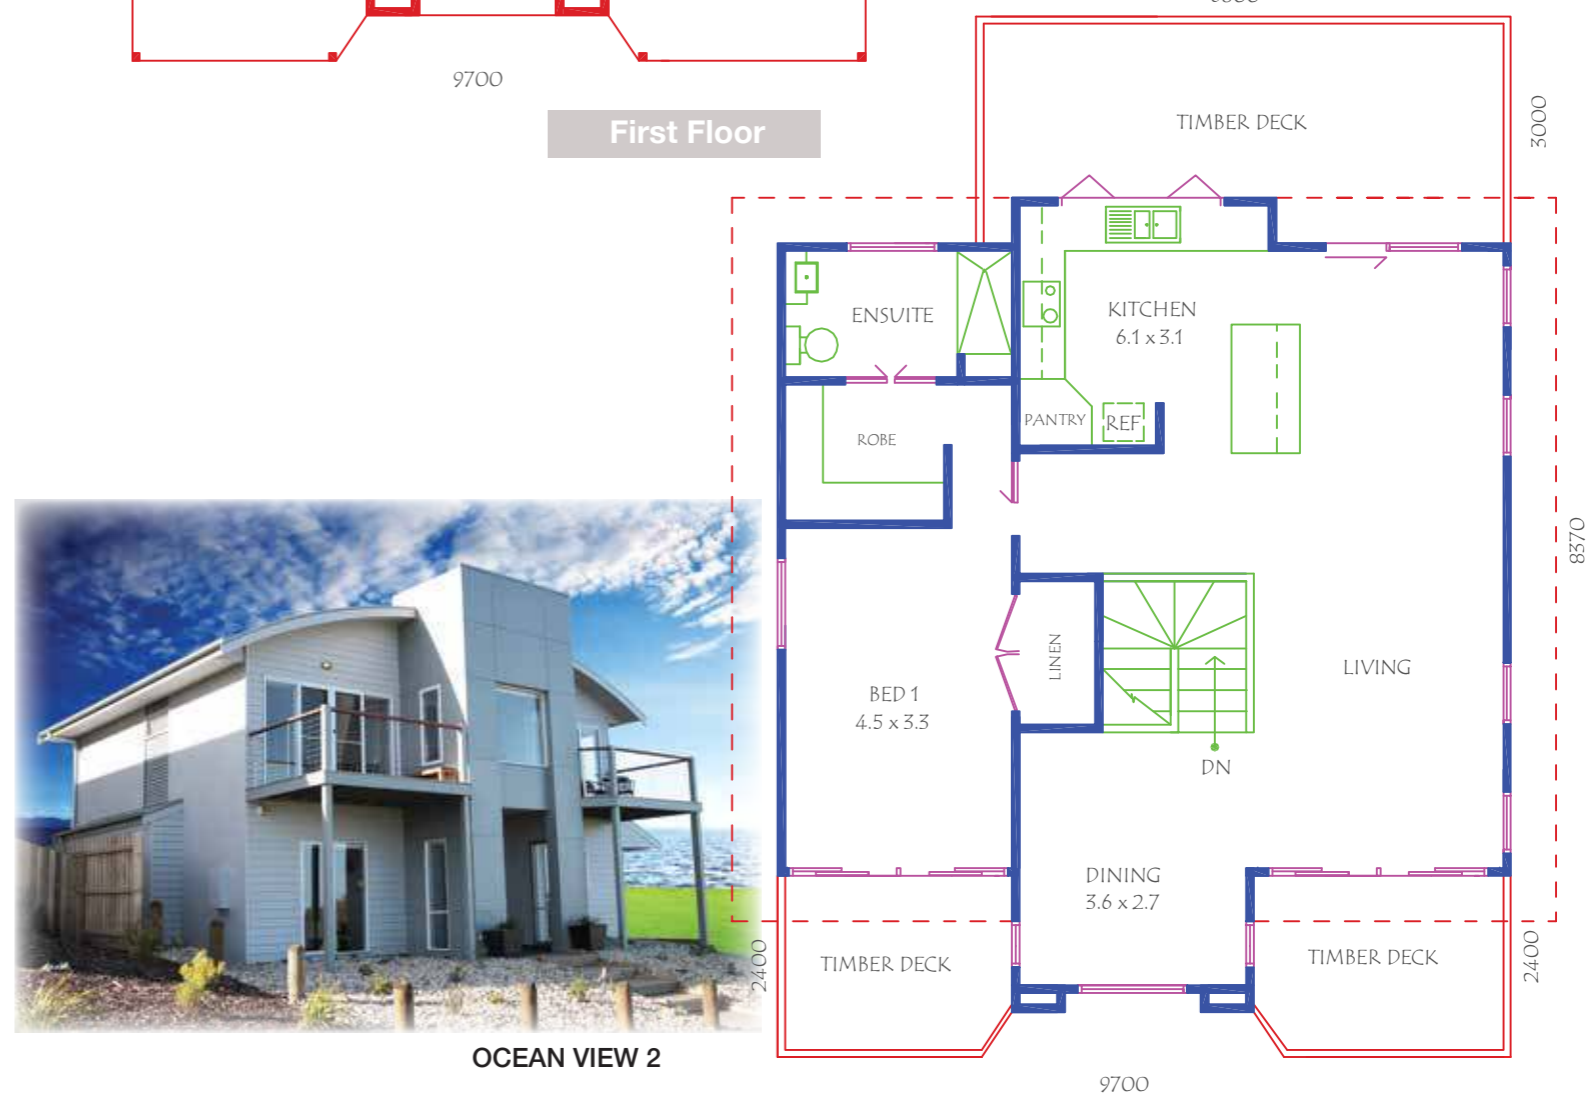 9700
First Floor
TIMBER DECK
3000
ENSUITE
KITCHEN
6.1 x 3.1
PANTRY
REF
ROBE
8370
LINEN
LIVING
BED 1
4.5 x 3.3
DN
DINING
3.6 x 2.7
2400
TIMBER DECK
TIMBER DECK
2400
OCEAN VIEW 2
9700